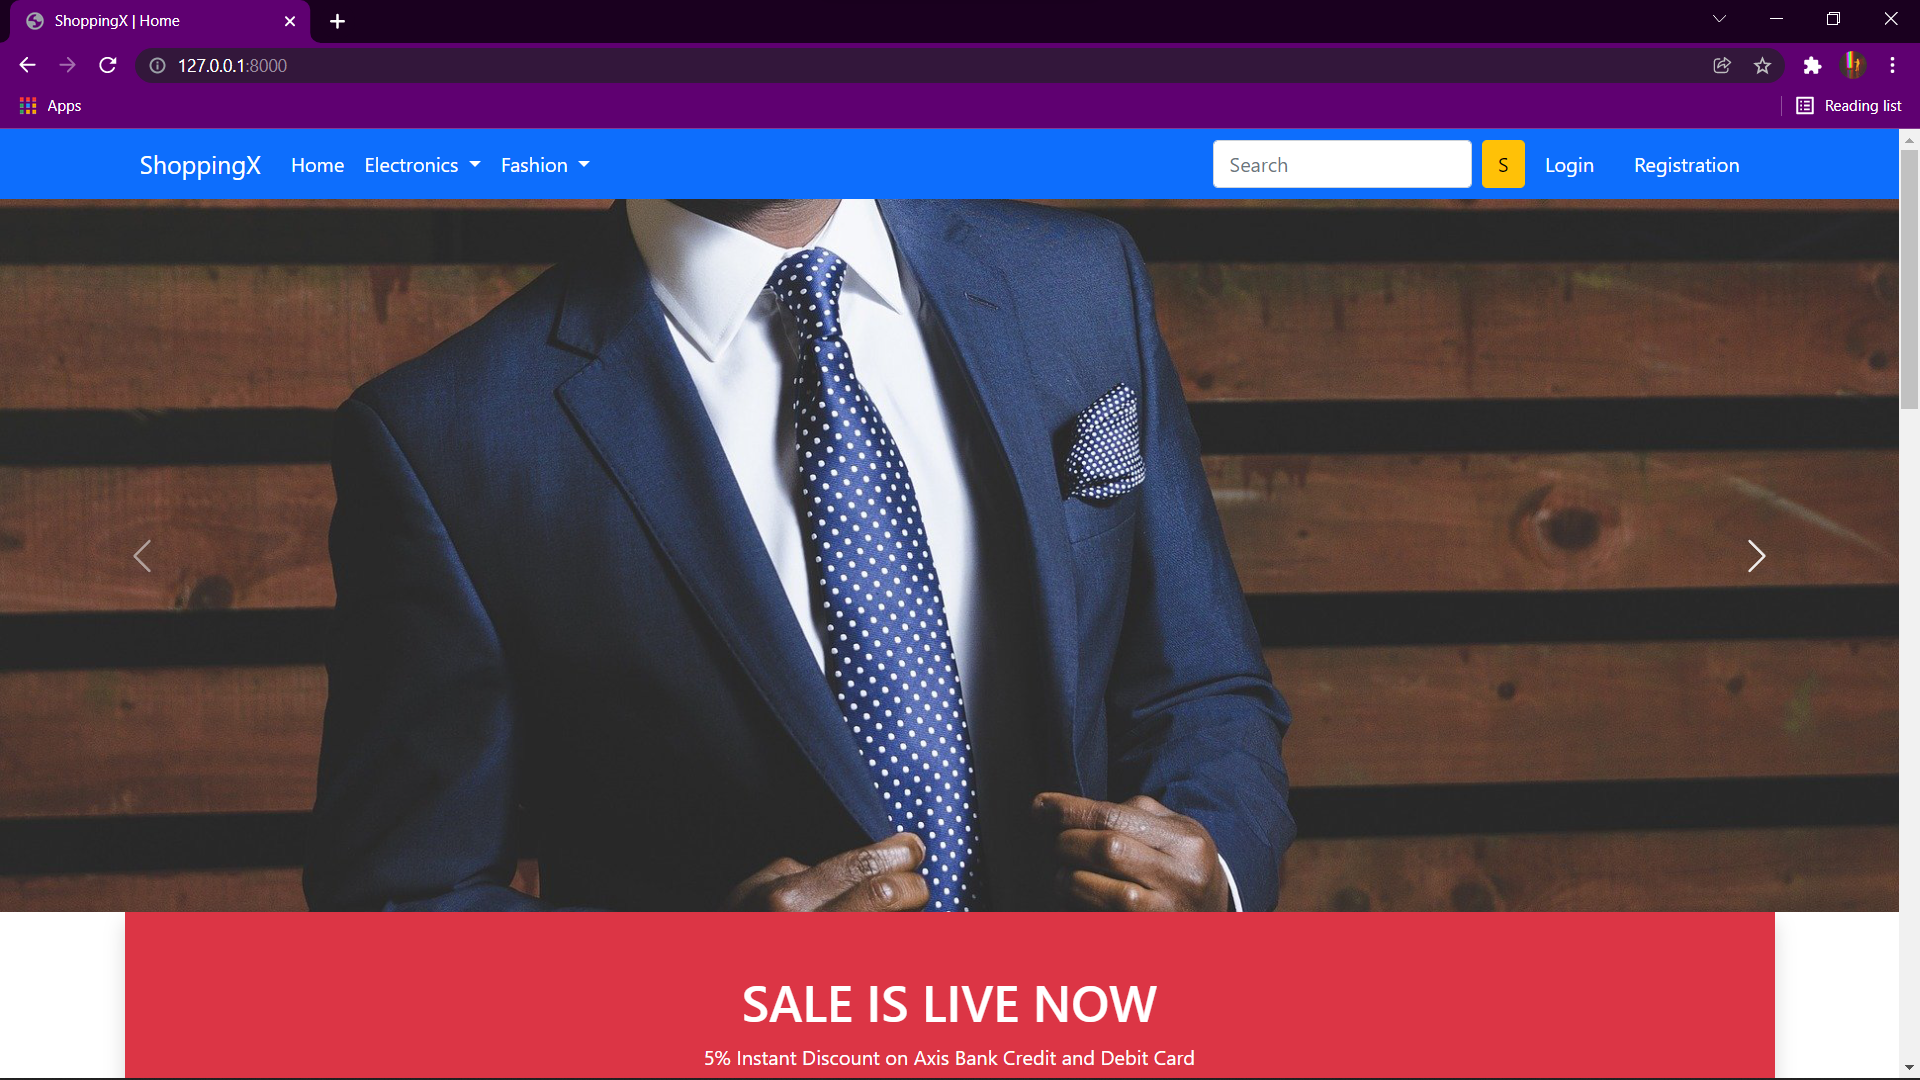 ShoppingX | Home
127.0.0.1:8000
Apps
Reading list
ShoppingX Home Electronics Fashion Search S Login Registration
SALE IS LIVE NOW
5% Instant Discount on Axis Bank Credit and Debit Card